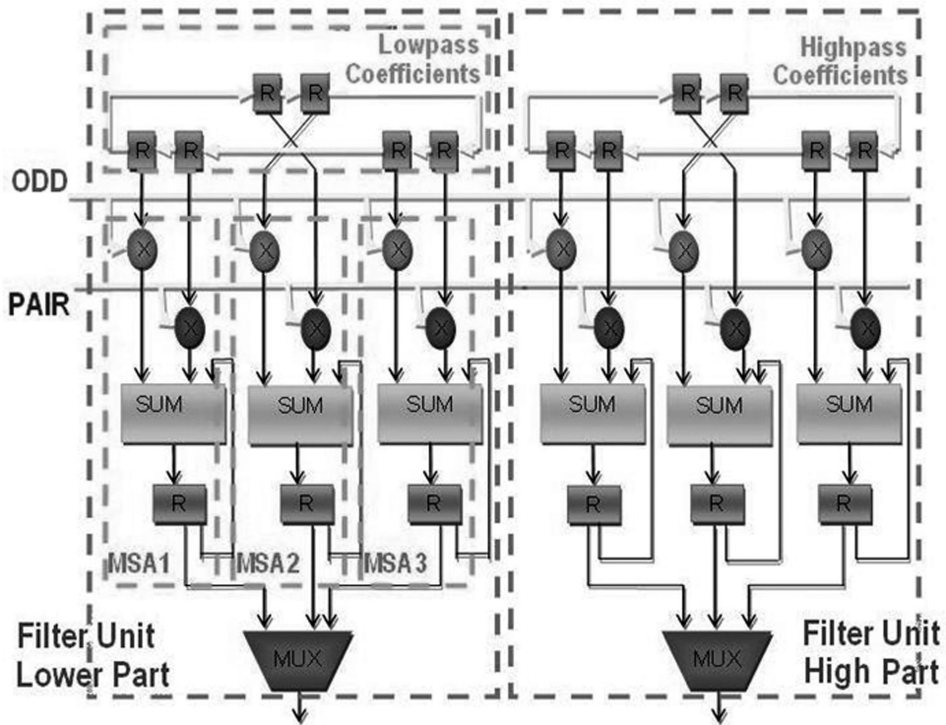 Lowpass
Coefficients
Highpass
Coefficients
R R R R
R R R R R R R R
ODD
X X X X X X
PAIR
X X X X X X
SUM SUM SUM SUM SUM SUM
R R R R R R
MSA1 MSA2 MSA3
Filter Unit
Lower Part
MUX
MUX
Filter Unit
High Part